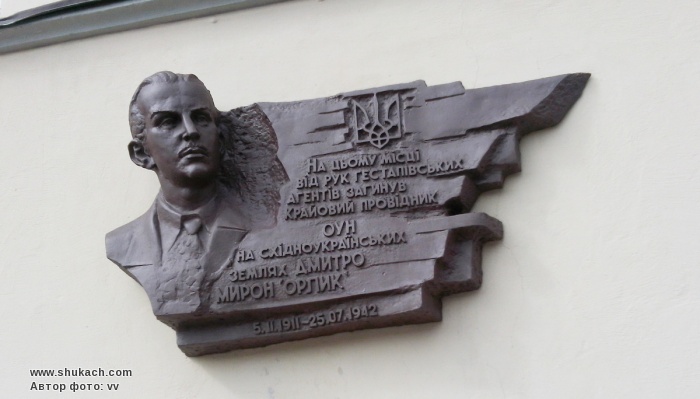 На цьому місці
від рук гестапівських
агентів загинув
крайовий провідник
ОУН
на східноукраїнських
землях Дмитро
Мирон "Орлик"
5.11.1911-25.07.1942
www.shukach.com
Автор фото: vv